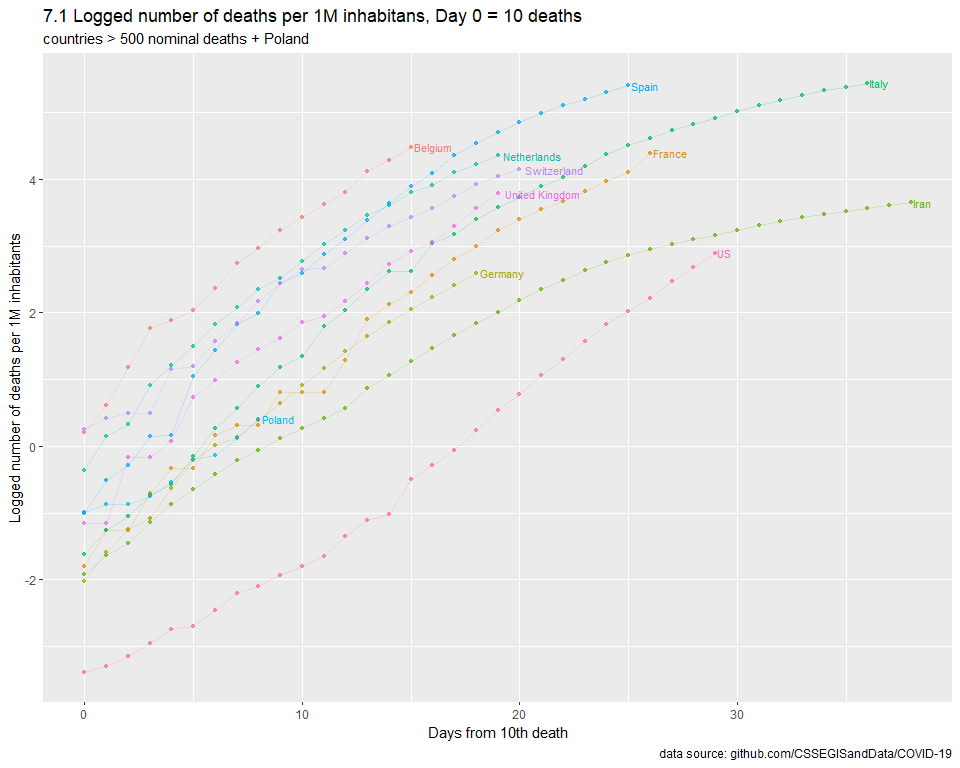 7.1 Logged number of deaths per 1M inhabitans, Day 0 = 10 deaths
countries > 500 nominal deaths + Poland
Logged number of deaths per 1M inhabitants
4
2
0
-2
Spain
Italy
Belgium
France
Netherlands
Switzerland
United Kingdom
Iran
US
Germany
Poland
0
10
20
30
Days from 10th death
data source: github.com/CSSEGISandData/COVID-19